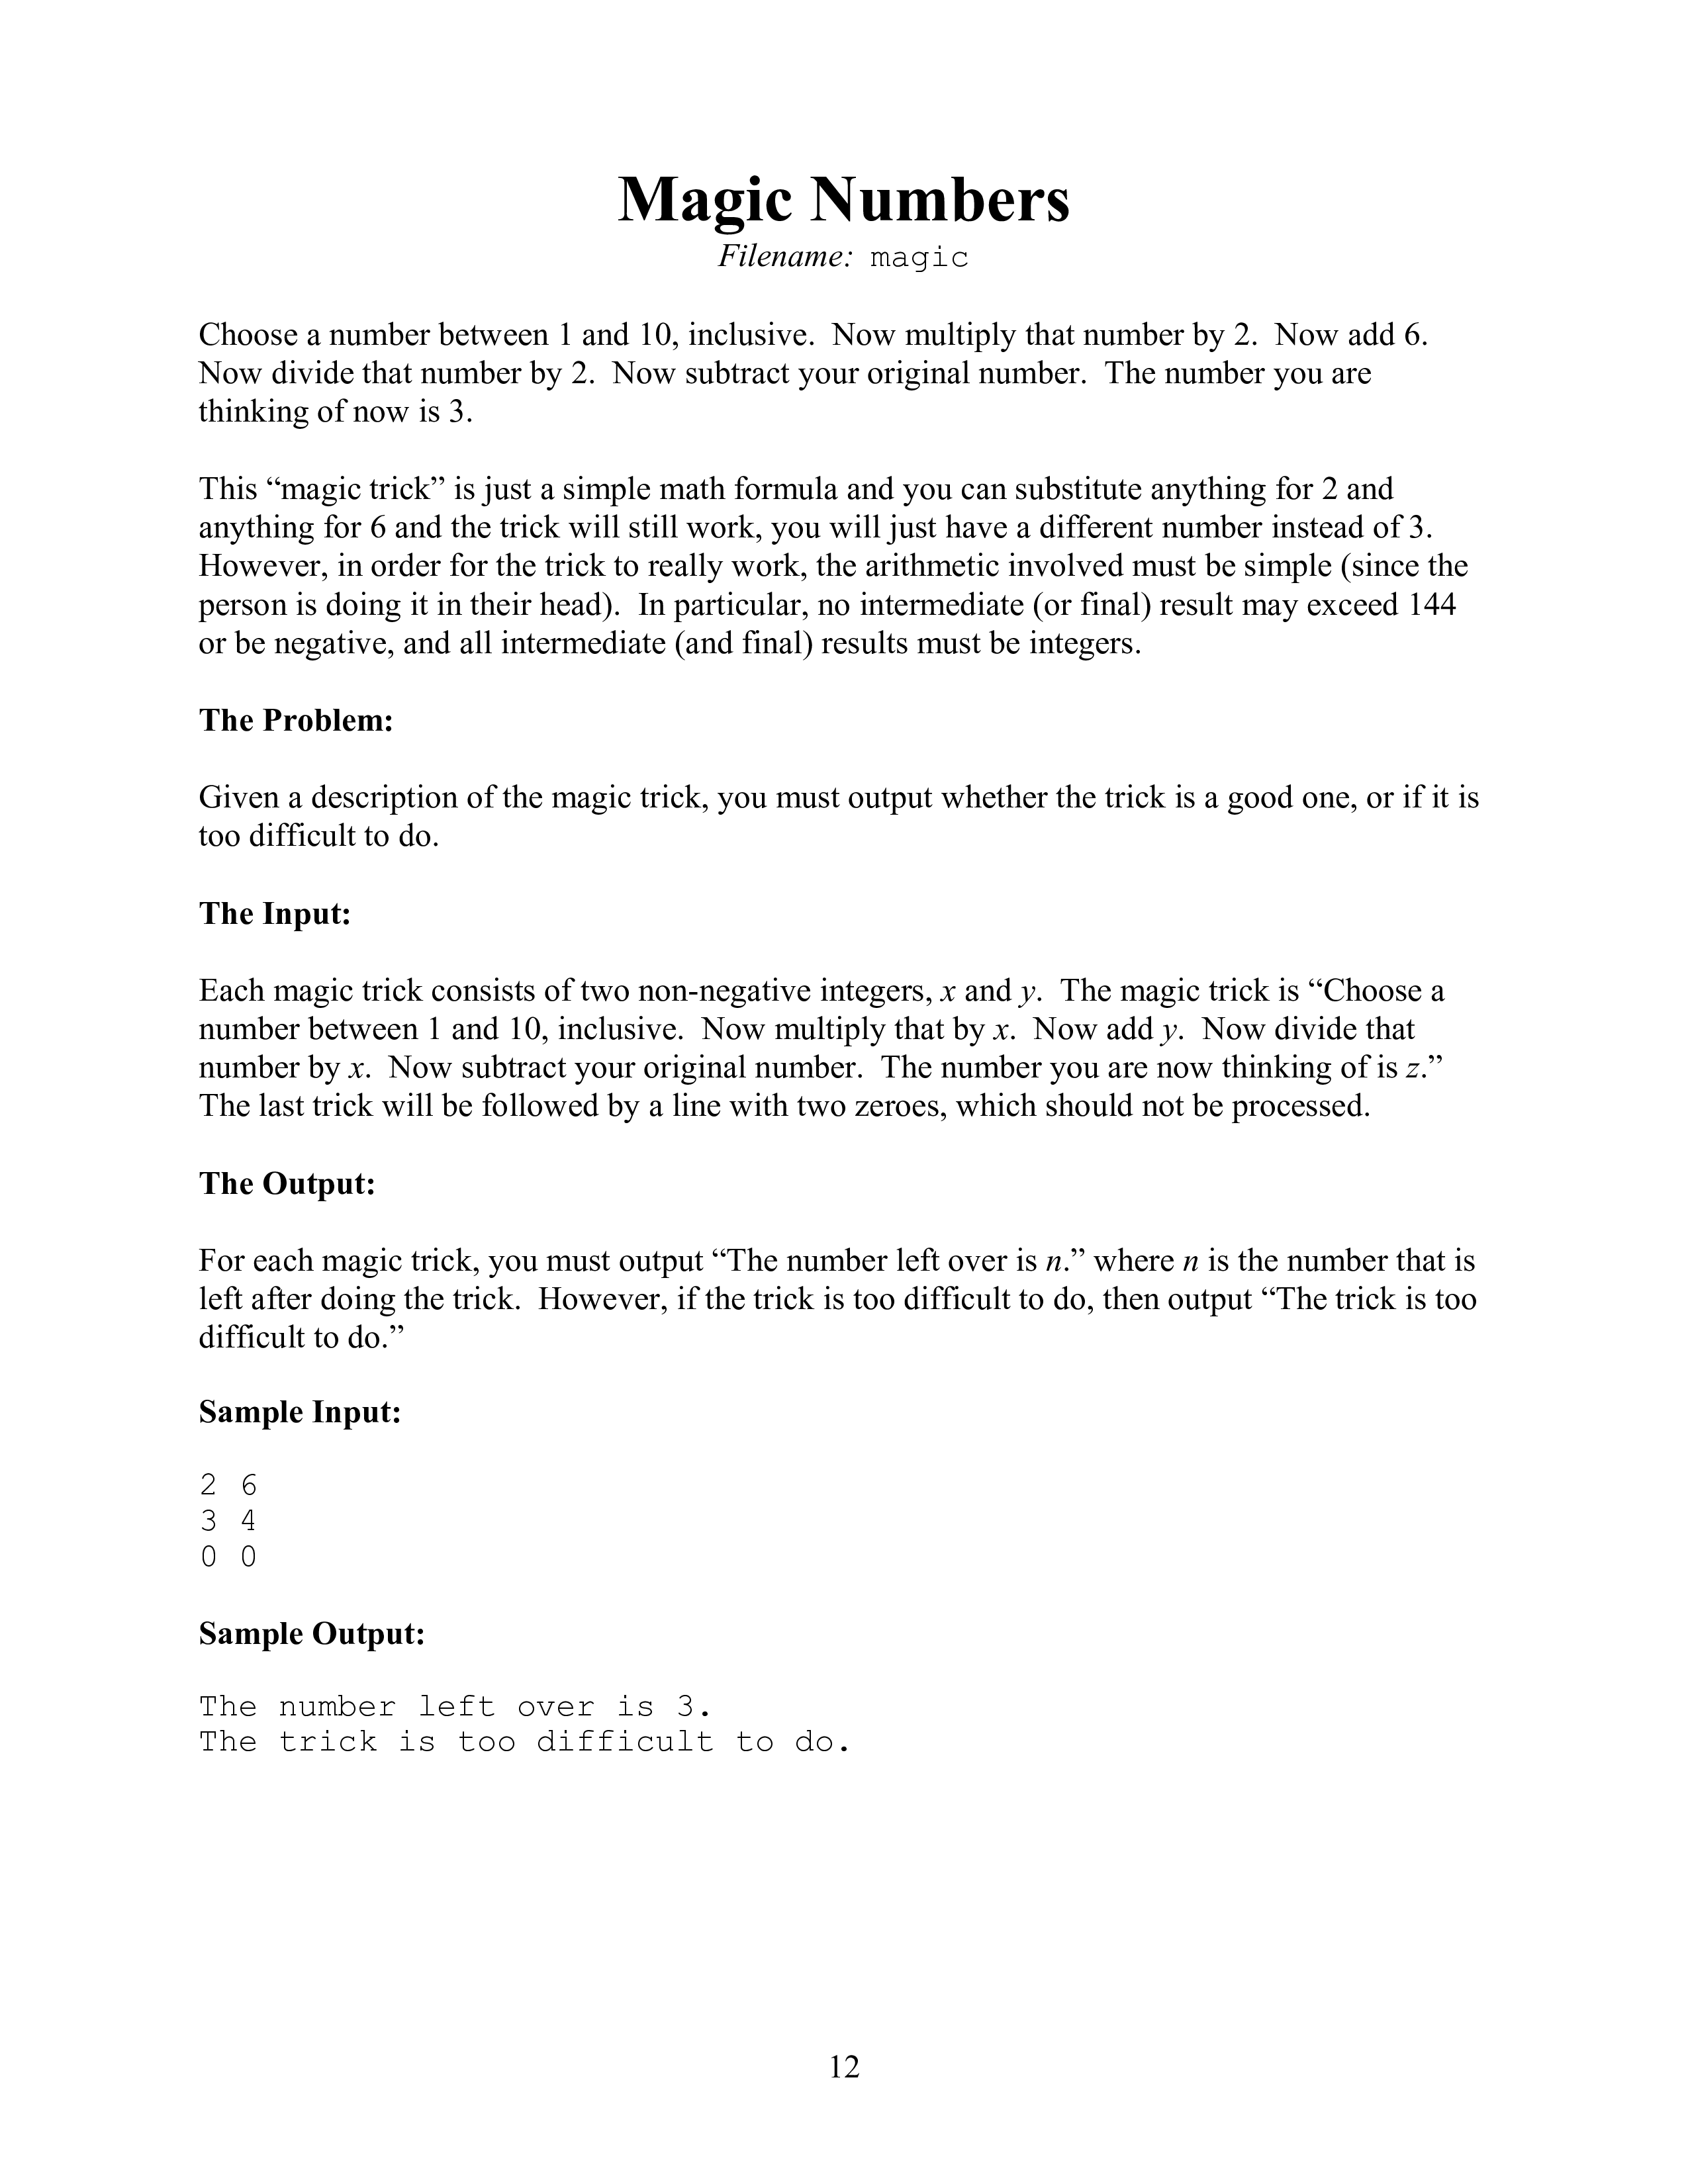 Magic Numbers
Filename: magic
Choose a number between 1 and 10, inclusive. Now multiply that number by 2. Now add 6.
Now divide that number by 2. Now subtract your original number. The number you are
thinking of now is 3.
This “magic trick” is just a simple math formula and you can substitute anything for 2 and
anything for 6 and the trick will still work, you will just have a different number instead of 3.
However, in order for the trick to really work, the arithmetic involved must be simple (since the
person is doing it in their head). In particular, no intermediate (or final) result may exceed 144
or be negative, and all intermediate (and final) results must be integers.
The Problem:
Given a description of the magic trick, you must output whether the trick is a good one, or if it is
too difficult to do.
The Input:
Each magic trick consists of two non-negative integers, x and y. The magic trick is “Choose a
number between 1 and 10, inclusive. Now multiply that by x. Now add y. Now divide that
number by x. Now subtract your original number. The number you are now thinking of is z.”
The last trick will be followed by a line with two zeroes, which should not be processed.
The Output:
For each magic trick, you must output “The number left over is n.” where n is the number that is
left after doing the trick. However, if the trick is too difficult to do, then output “The trick is too
difficult to do.”
Sample Input:
2 6
3 4
0 0
Sample Output:
The number left over is 3.
The trick is too difficult to do.
12